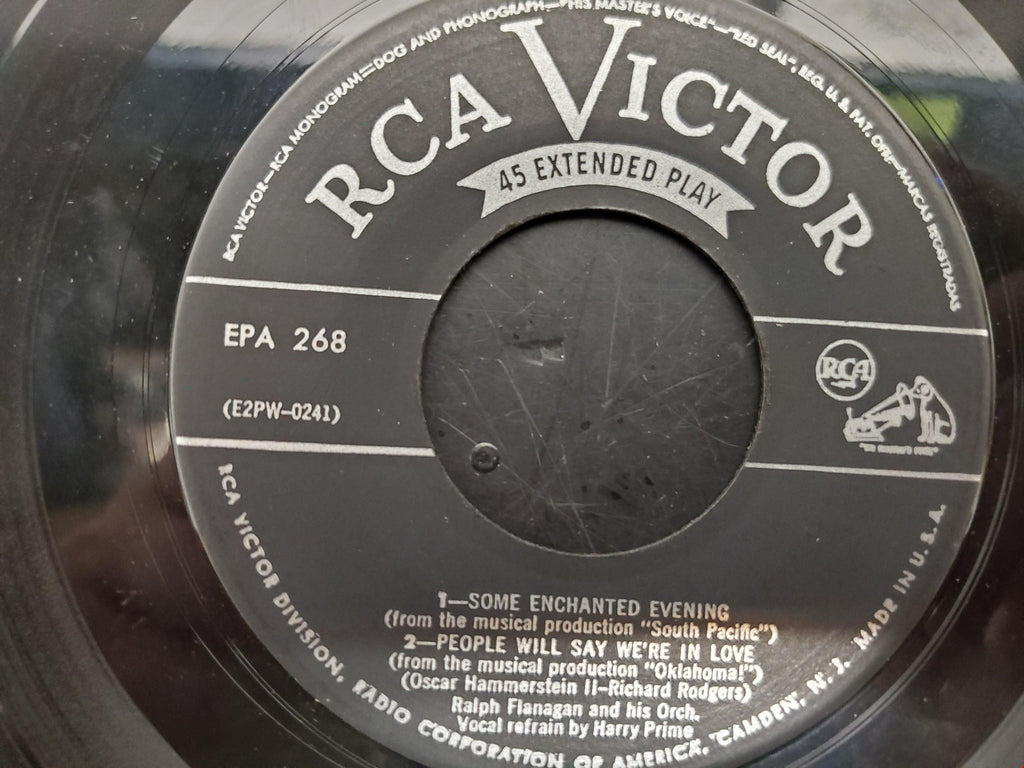 RCA VICTOR—RCA MONOGRAM—DOG AND PHONOGRAPH—"HIS MASTER'S VOICE"—"RED SEAL", REG. U. S. PAT. OFF.—MARCAS REGISTRADAS
RCA VICTOR
45 EXTENDED PLAY
EPA 268
(E2PW-0241)
RCA
"HIS MASTER'S VOICE"
1—SOME ENCHANTED EVENING
(from the musical production "South Pacific")
2—PEOPLE WILL SAY WE'RE IN LOVE
(from the musical production "Oklahoma!")
(Oscar Hammerstein II-Richard Rodgers)
Ralph Flanagan and his Orch.
Vocal refrain by Harry Prime
RCA VICTOR DIVISION, RADIO CORPORATION OF AMERICA, CAMDEN, N. J. MADE IN U. S. A.